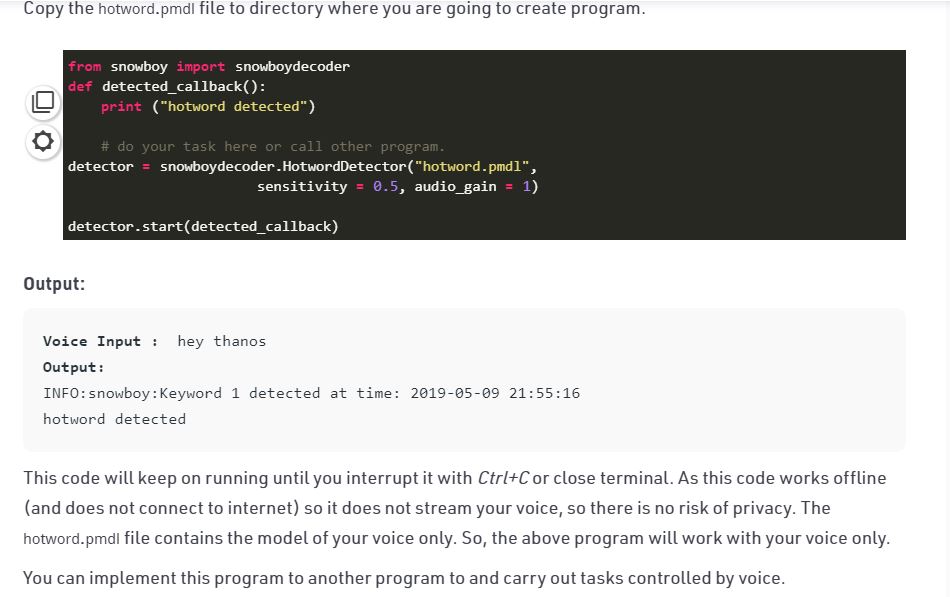 Copy the hotword.pmdl file to directory where you are going to create program.
from snowboy import snowboydecoder
def detected_callback():
    print ("hotword detected")
    # do your task here or call other program.
detector = snowboydecoder.HotwordDetector("hotword.pmdl",
                       sensitivity = 0.5, audio_gain = 1)
detector.start(detected_callback)
Output:
Voice Input :  hey thanos
Output:
INFO:snowboy:Keyword 1 detected at time: 2019-05-09 21:55:16
hotword detected
This code will keep on running until you interrupt it with Ctrl+C or close terminal. As this code works offline
(and does not connect to internet) so it does not stream your voice, so there is no risk of privacy. The
hotword.pmdl file contains the model of your voice only. So, the above program will work with your voice only.
You can implement this program to another program to and carry out tasks controlled by voice.